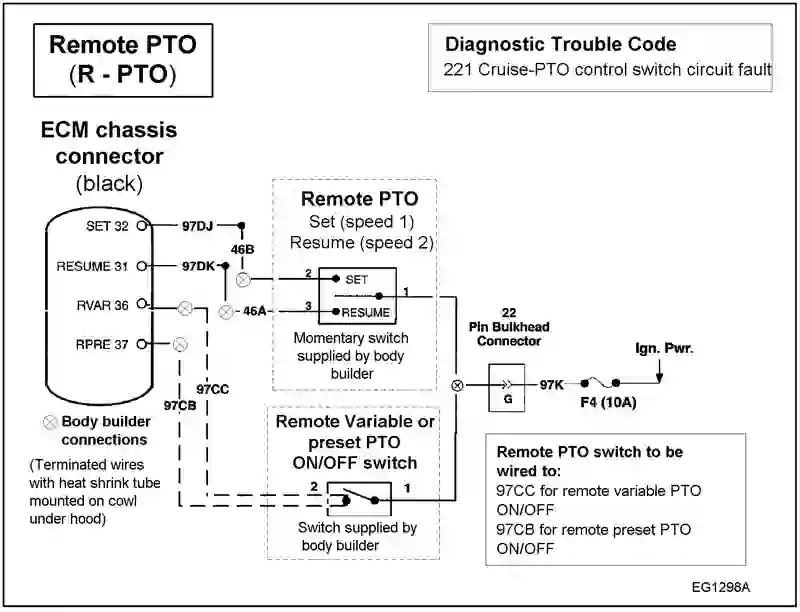 Remote PTO
(R - PTO)
Diagnostic Trouble Code
221 Cruise-PTO control switch circuit fault
ECM chassis
connector
(black)
SET 32
97DJ
46B
RESUME 31
97DK
46A
RVAR 36
RPRE 37
97CC
97CB
Remote PTO
Set (speed 1)
Resume (speed 2)
2
SET
1
3
RESUME
Momentary switch
supplied by body
builder
22
Pin Bulkhead
Connector
G
97K
Ign. Pwr.
F4 (10A)
Body builder
connections
(Terminated wires
with heat shrink tube
mounted on cowl
under hood)
Remote Variable or
preset PTO
ON/OFF switch
2
1
Switch supplied by
body builder
Remote PTO switch to be
wired to:
97CC for remote variable PTO
ON/OFF
97CB for remote preset PTO
ON/OFF
EG1298A